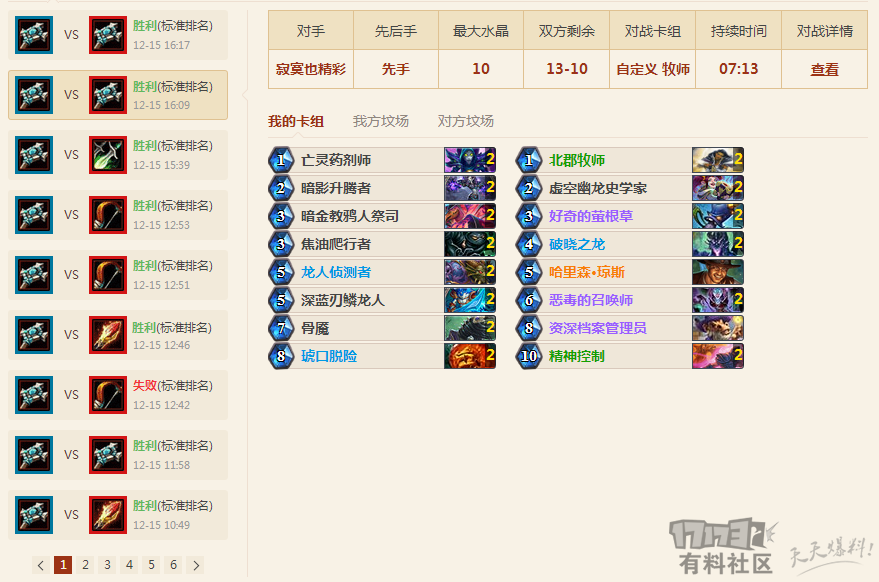 VS
胜利(标准排名)
12-15 16:17
VS
胜利(标准排名)
12-15 16:09
VS
胜利(标准排名)
12-15 15:39
VS
胜利(标准排名)
12-15 12:53
VS
胜利(标准排名)
12-15 12:51
VS
胜利(标准排名)
12-15 12:46
VS
失败(标准排名)
12-15 12:42
VS
胜利(标准排名)
12-15 11:58
VS
胜利(标准排名)
12-15 10:49
< 1 2 3 4 5 6 >
对手 先后手 最大水晶 双方剩余 对战卡组 持续时间 对战详情
寂寞也精彩 先手 10 13-10 自定义 牧师 07:13 查看
我的卡组 我方坟场 对方坟场
1 亡灵药剂师 2
2 暗影升腾者 2
3 暗金教鸦人祭司 2
3 焦油爬行者 2
5 龙人侦测者 2
5 深蓝刃鳞龙人 2
7 骨魇 2
8 琥口脱险 2
1 北郡牧师 2
2 虚空幽龙史学家 2
3 好奇的萤根草 2
4 破晓之龙 2
5 哈里森·琼斯
6 恶毒的召唤师 2
8 资深档案管理员
10 精神控制 2
17173
有料社区
天天爆料!